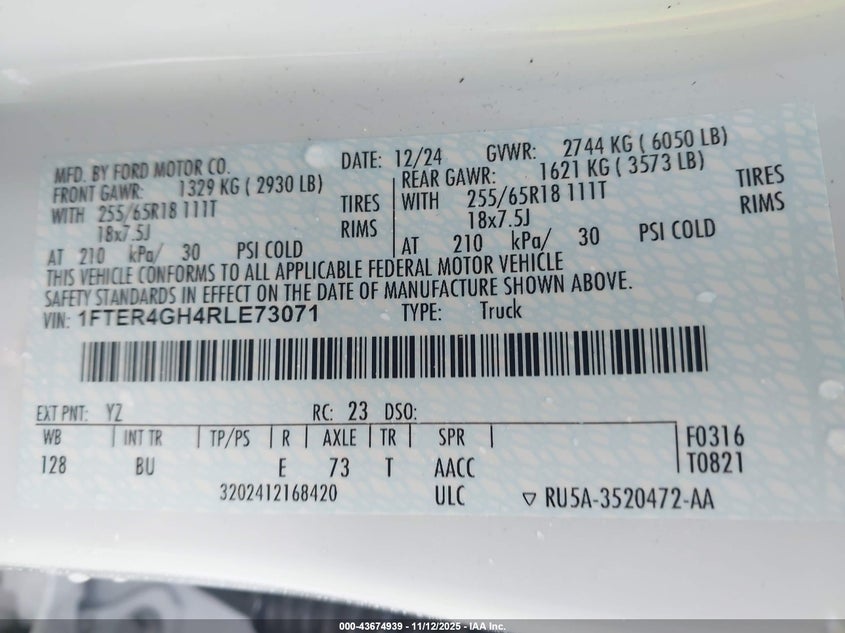 MFD. BY FORD MOTOR CO.
DATE: 12/24 GVWR: 2744 KG ( 6050 LB)
FRONT GAWR: 1329 KG ( 2930 LB)
WITH 255/65R18 111T TIRES
18x7.5J RIMS
AT 210 kPa/ 30 PSI COLD
REAR GAWR: 1621 KG ( 3573 LB)
WITH 255/65R18 111T TIRES
18x7.5J RIMS
AT 210 kPa/ 30 PSI COLD
THIS VEHICLE CONFORMS TO ALL APPLICABLE FEDERAL MOTOR VEHICLE
SAFETY STANDARDS IN EFFECT ON THE DATE OF MANUFACTURE SHOWN ABOVE.
VIN: 1FTER4GH4RLE73071 TYPE: Truck
EXT PNT: YZ RC: 23 DSO:
WB INT TR TP/PS R AXLE TR SPR
128 BU E 73 T AACC
F0316
T0821
3202412168420 ULC ▽ RU5A-3520472-AA
000-43674939 - 11/12/2025 - IAA Inc.